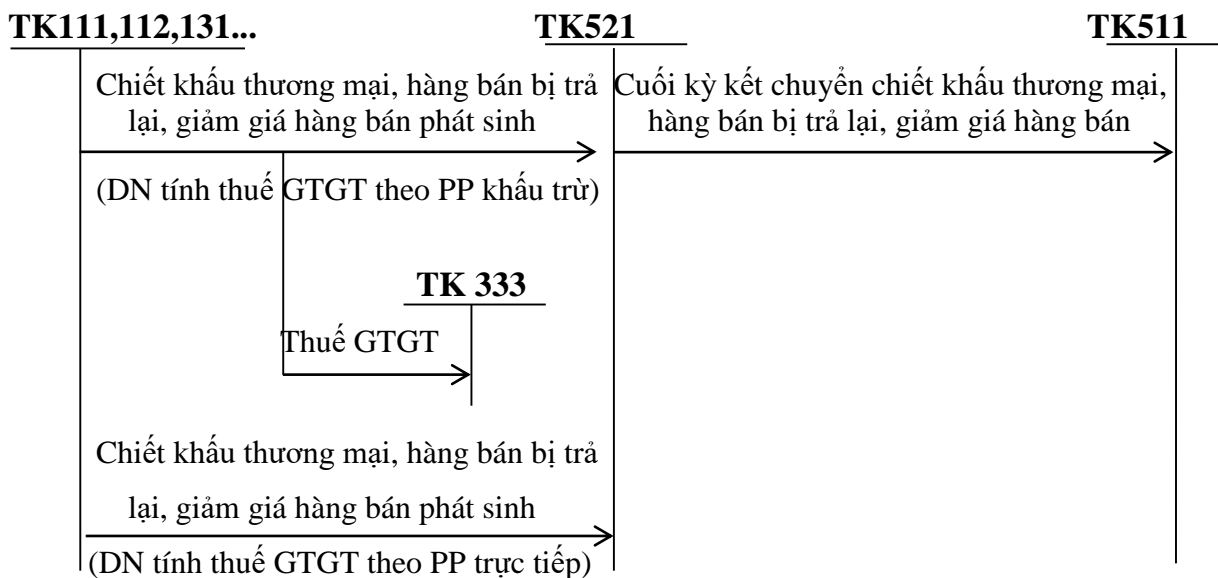 TK111,112,131... TK521 TK511
Chiết khấu thương mại, hàng bán bị trả
lại, giảm giá hàng bán phát sinh
(DN tính thuế GTGT theo PP khấu trừ)
Cuối kỳ kết chuyển chiết khấu thương mại,
hàng bán bị trả lại, giảm giá hàng bán
TK 333
Thuế GTGT
Chiết khấu thương mại, hàng bán bị trả
lại, giảm giá hàng bán phát sinh
(DN tính thuế GTGT theo PP trực tiếp)